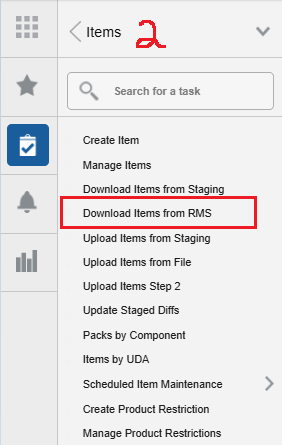 Items 2
Search for a task
Create Item
Manage Items
Download Items from Staging
Download Items from RMS
Upload Items from Staging
Upload Items from File
Upload Items Step 2
Update Staged Diffs
Packs by Component
Items by UDA
Scheduled Item Maintenance
Create Product Restriction
Manage Product Restrictions